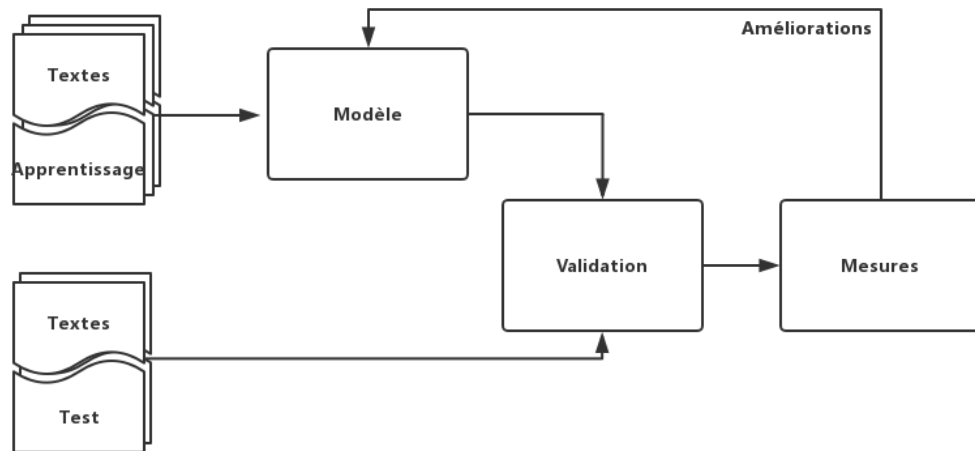 Améliorations
Textes
Apprentissage
Modèle
Validation
Mesures
Textes
Test